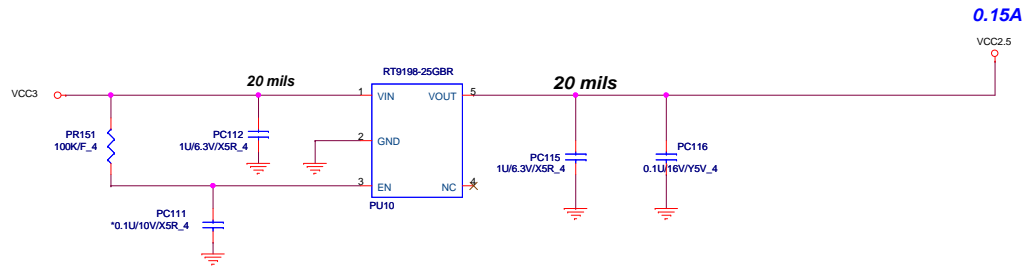 0.15A
VCC2.5
RT9198-25GBR
20 mils
20 mils
VCC3
1
VIN
VOUT
5
PR151
100K/F_4
PC112
1U/6.3V/X5R_4
2
GND
PC115
1U/6.3V/X5R_4
PC116
0.1U/16V/Y5V_4
3
EN
NC
4
PU10
PC111
*0.1U/10V/X5R_4